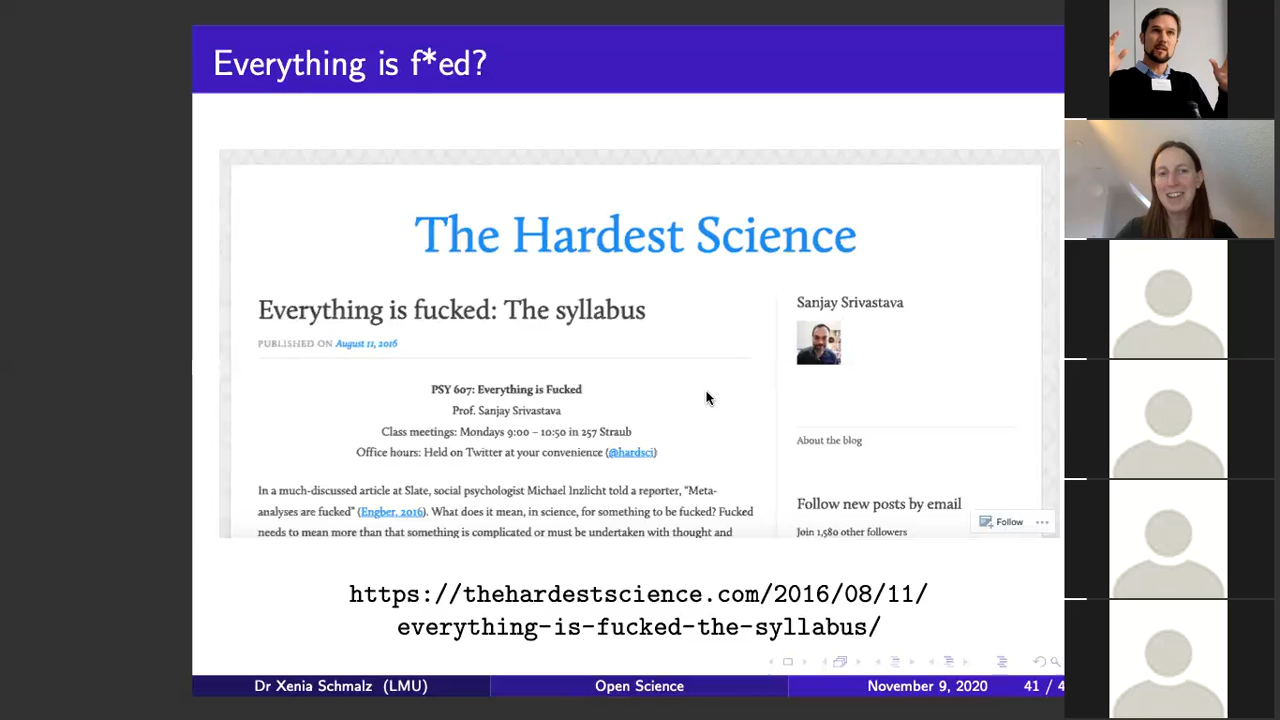 Everything is f*ed?
The Hardest Science
Everything is fucked: The syllabus
PUBLISHED ON August 11, 2016
PSY 607: Everything is Fucked
Prof. Sanjay Srivastava
Class meetings: Mondays 9:00 – 10:50 in 257 Straub
Office hours: Held on Twitter at your convenience (@hardsci)
In a much-discussed article at Slate, social psychologist Michael Inzlicht told a reporter, “Meta-
analyses are fucked” (Engber, 2016). What does it mean, in science, for something to be fucked? Fucked
needs to mean more than that something is complicated or must be undertaken with thought and
Sanjay Srivastava
About the blog
Follow new posts by email
Join 1,580 other followers
Follow
https://thehardestscience.com/2016/08/11/
everything-is-fucked-the-syllabus/
Dr Xenia Schmalz (LMU)
Open Science
November 9, 2020
41 / 4